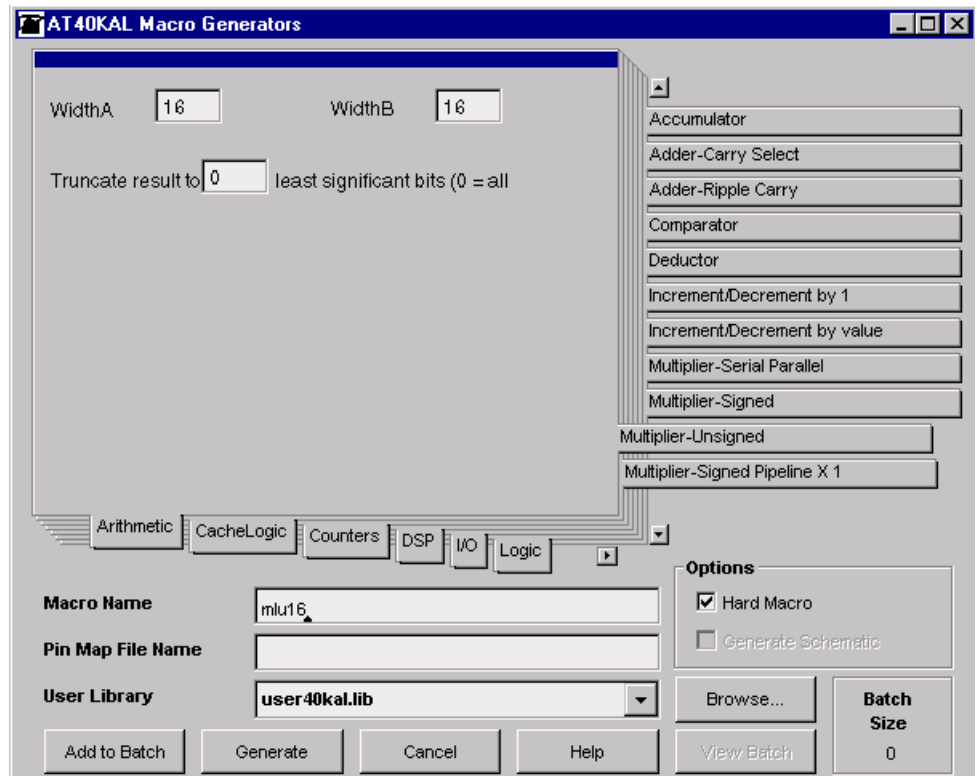 AT40KAL Macro Generators
WidthA 16 WidthB 16
Truncate result to 0 least significant bits (0 = all
Accumulator
Adder-Carry Select
Adder-Ripple Carry
Comparator
Deductor
Increment/Decrement by 1
Increment/Decrement by value
Multiplier-Serial Parallel
Multiplier-Signed
Multiplier-Unsigned
Multiplier-Signed Pipeline X 1
Arithmetic CacheLogic Counters DSP I/O Logic
Options
Macro Name mlu16
Hard Macro
Generate Schematic
Pin Map File Name
User Library user40kal.lib
Browse...
Batch Size
0
Add to Batch Generate Cancel Help View Batch